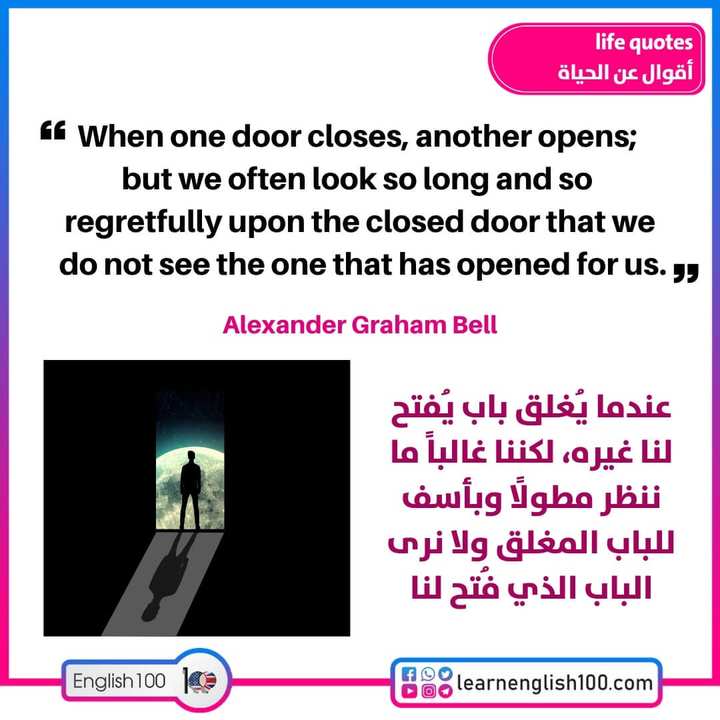 life quotes
أقوال عن الحياة
“ When one door closes, another opens;
but we often look so long and so
regretfully upon the closed door that we
do not see the one that has opened for us. ”
Alexander Graham Bell
عندما يُغلق باب يُفتح
لنا غيره، لكننا غالباً ما
ننظر مطولًا وبأسف
للباب المغلق ولا نرى
الباب الذي فُتح لنا
English100
learnenglish100.com